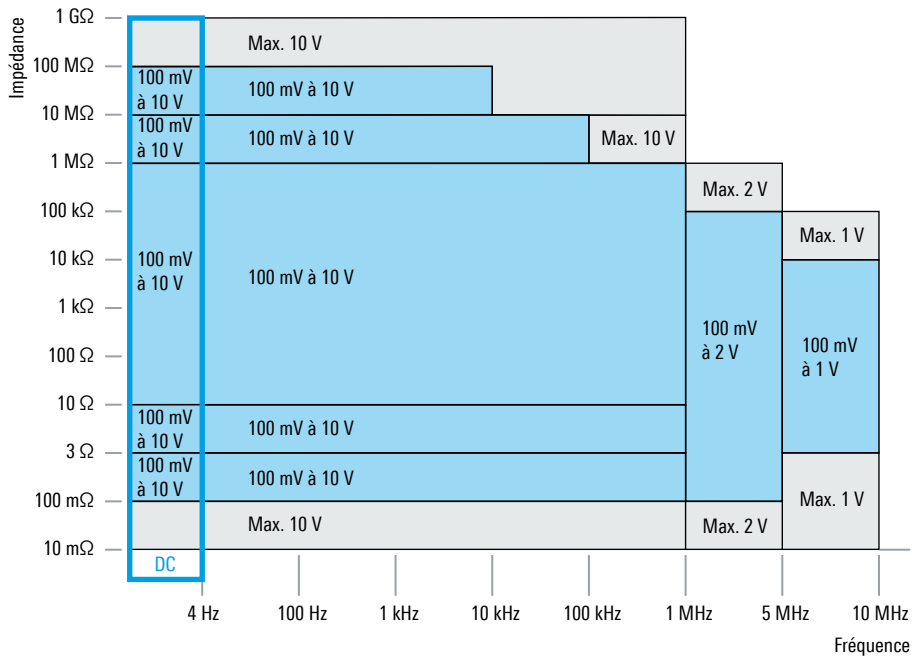 Impédance
1 GΩ
Max. 10 V
100 MΩ
100 mV
à 10 V
100 mV à 10 V
10 MΩ
100 mV
à 10 V
100 mV à 10 V
Max. 10 V
1 MΩ
Max. 2 V
100 kΩ
Max. 1 V
10 kΩ
100 mV
à 10 V
100 mV à 10 V
1 kΩ
100 mV
à 2 V
100 mV
à 1 V
100 Ω
10 Ω
100 mV
à 10 V
100 mV à 10 V
3 Ω
100 mV
à 10 V
100 mV à 10 V
100 mΩ
Max. 1 V
Max. 10 V
Max. 2 V
10 mΩ
DC
4 Hz
100 Hz
1 kHz
10 kHz
100 kHz
1 MHz
5 MHz
10 MHz
Fréquence